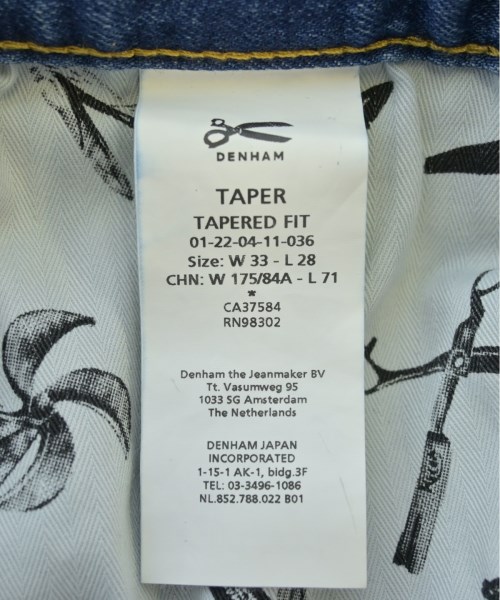 DENHAM
TAPER
TAPERED FIT
01-22-04-11-036
Size: W 33 - L 28
CHN: W 175/84A - L 71
*
CA37584
RN98302
Denham the Jeanmaker BV
Tt. Vasumweg 95
1033 SG Amsterdam
The Netherlands
DENHAM JAPAN
INCORPORATED
1-15-1 AK-1, bidg.3F
TEL: 03-3496-1086
NL.852.788.022 B01